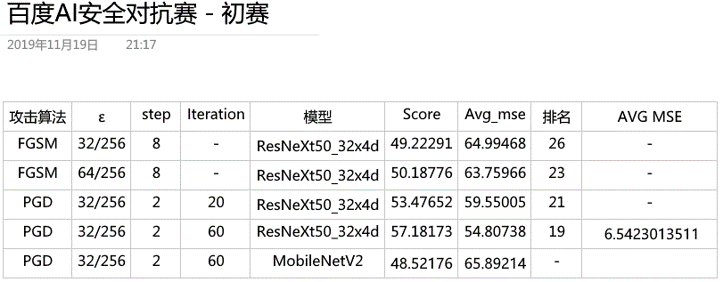 百度AI安全对抗赛 - 初赛
2019年11月19日 21:17
攻击算法 ε step Iteration 模型 Score Avg_mse 排名 AVG MSE
FGSM 32/256 8 - ResNeXt50_32x4d 49.22291 64.99468 26 -
FGSM 64/256 8 - ResNeXt50_32x4d 50.18776 63.75966 23 -
PGD 32/256 2 20 ResNeXt50_32x4d 53.47652 59.55005 21 -
PGD 32/256 2 60 ResNeXt50_32x4d 57.18173 54.80738 19 6.5423013511
PGD 32/256 2 60 MobileNetV2 48.52176 65.89214 -